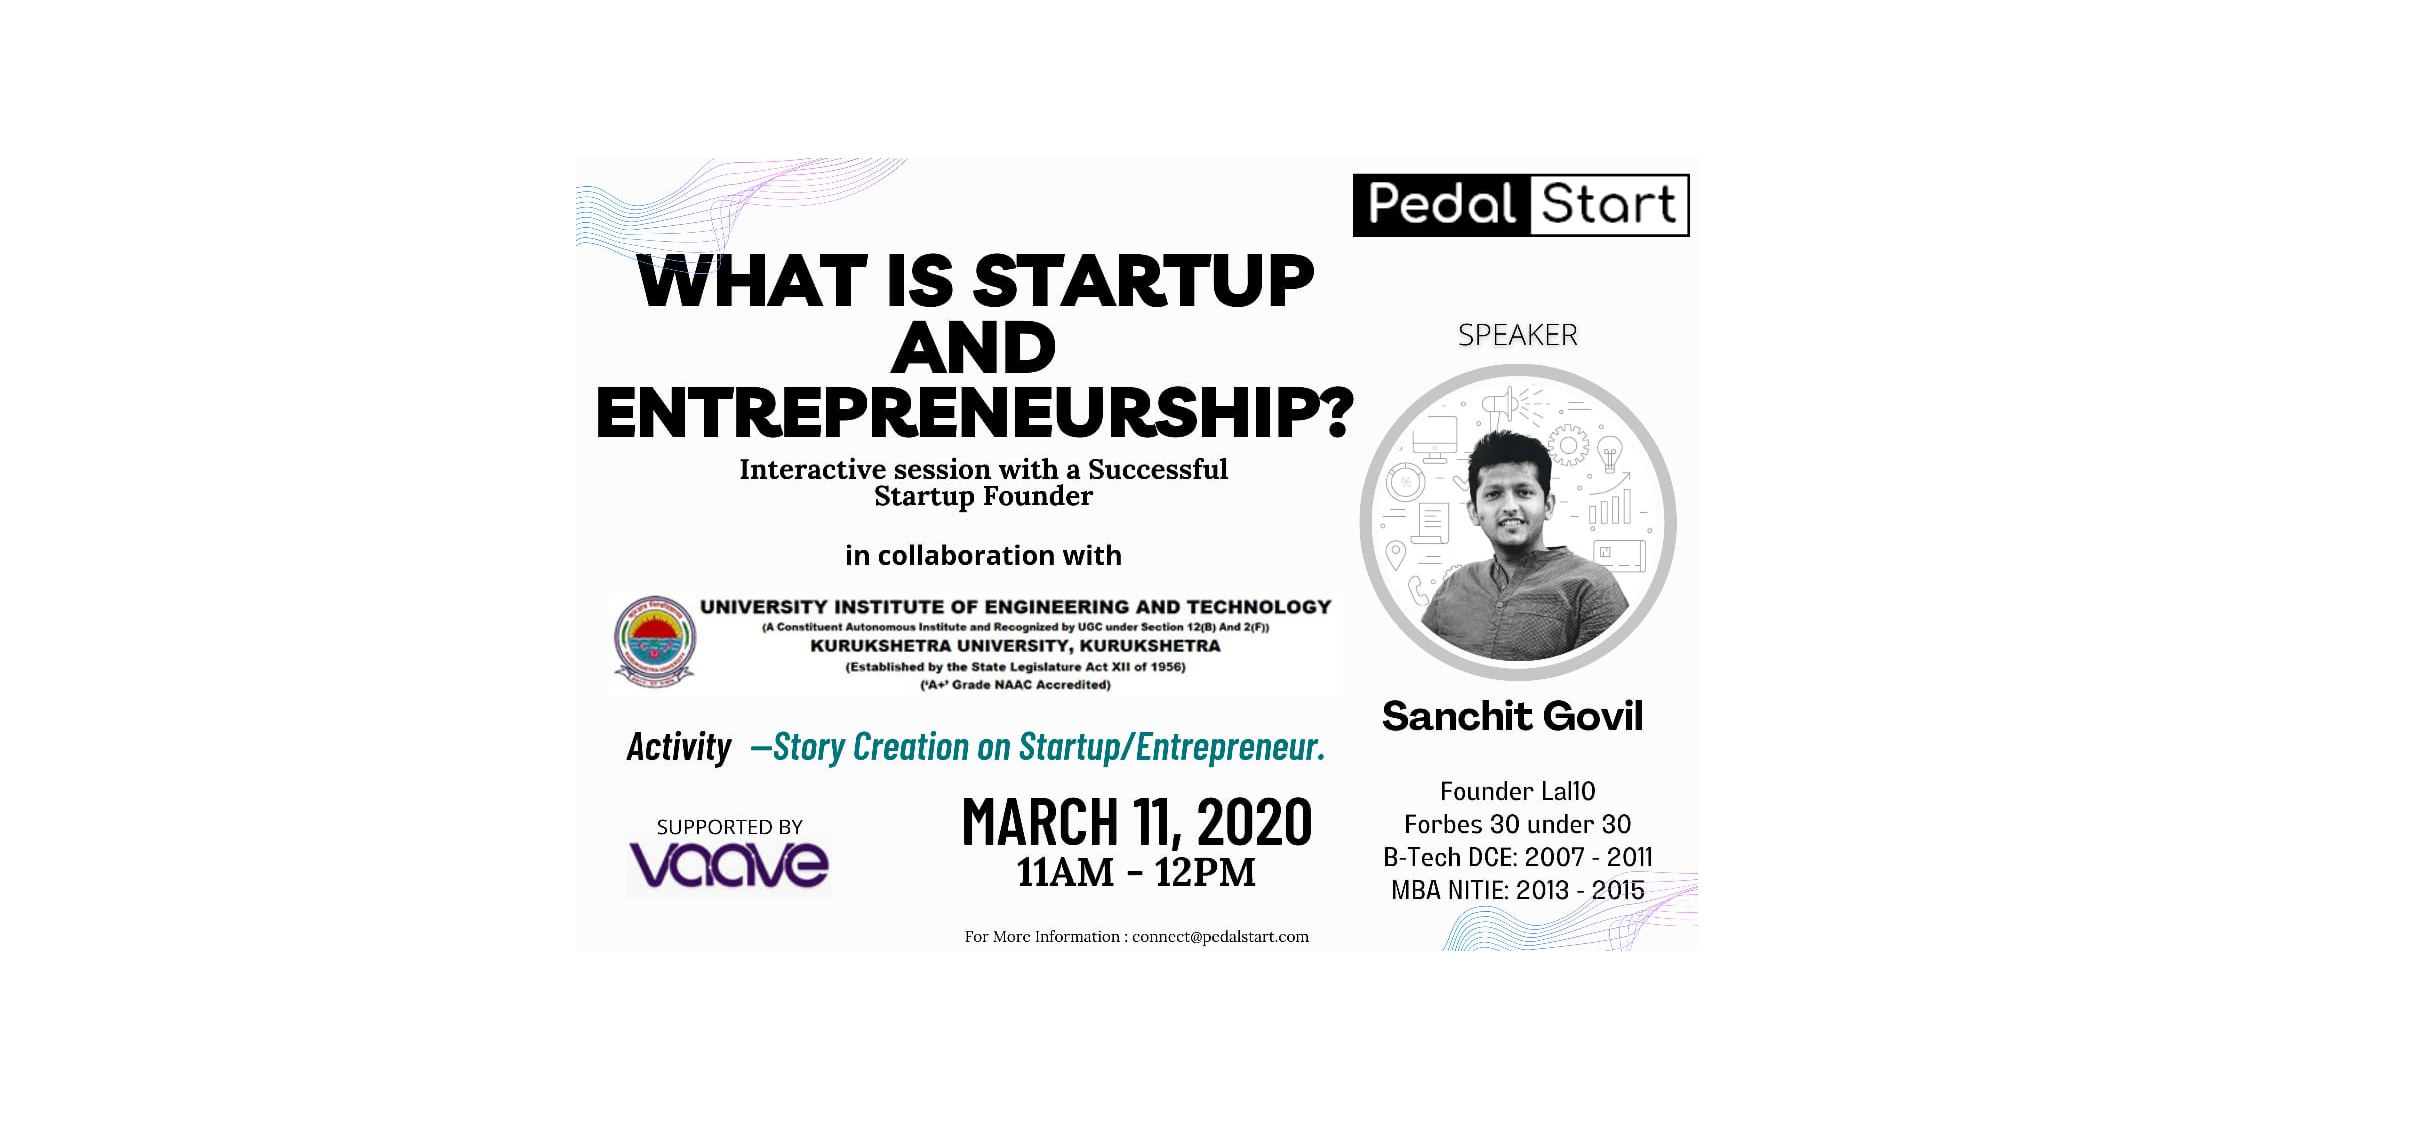 Pedal Start
WHAT IS STARTUP
AND
ENTREPRENEURSHIP?
Interactive session with a Successful
Startup Founder
in collaboration with
UNIVERSITY INSTITUTE OF ENGINEERING AND TECHNOLOGY
(A Constituent Autonomous Institute and Recognized by UGC under Section 12(B) And 2(F))
KURUKSHETRA UNIVERSITY, KURUKSHETRA
(Established by the State Legislature Act XII of 1956)
('A+' Grade NAAC Accredited)
Activity –Story Creation on Startup/Entrepreneur.
SUPPORTED BY
vaave
MARCH 11, 2020
11AM - 12PM
For More Information : connect@pedalstart.com
SPEAKER
%
Sanchit Govil
Founder Lal10
Forbes 30 under 30
B-Tech DCE: 2007 - 2011
MBA NITIE: 2013 - 2015